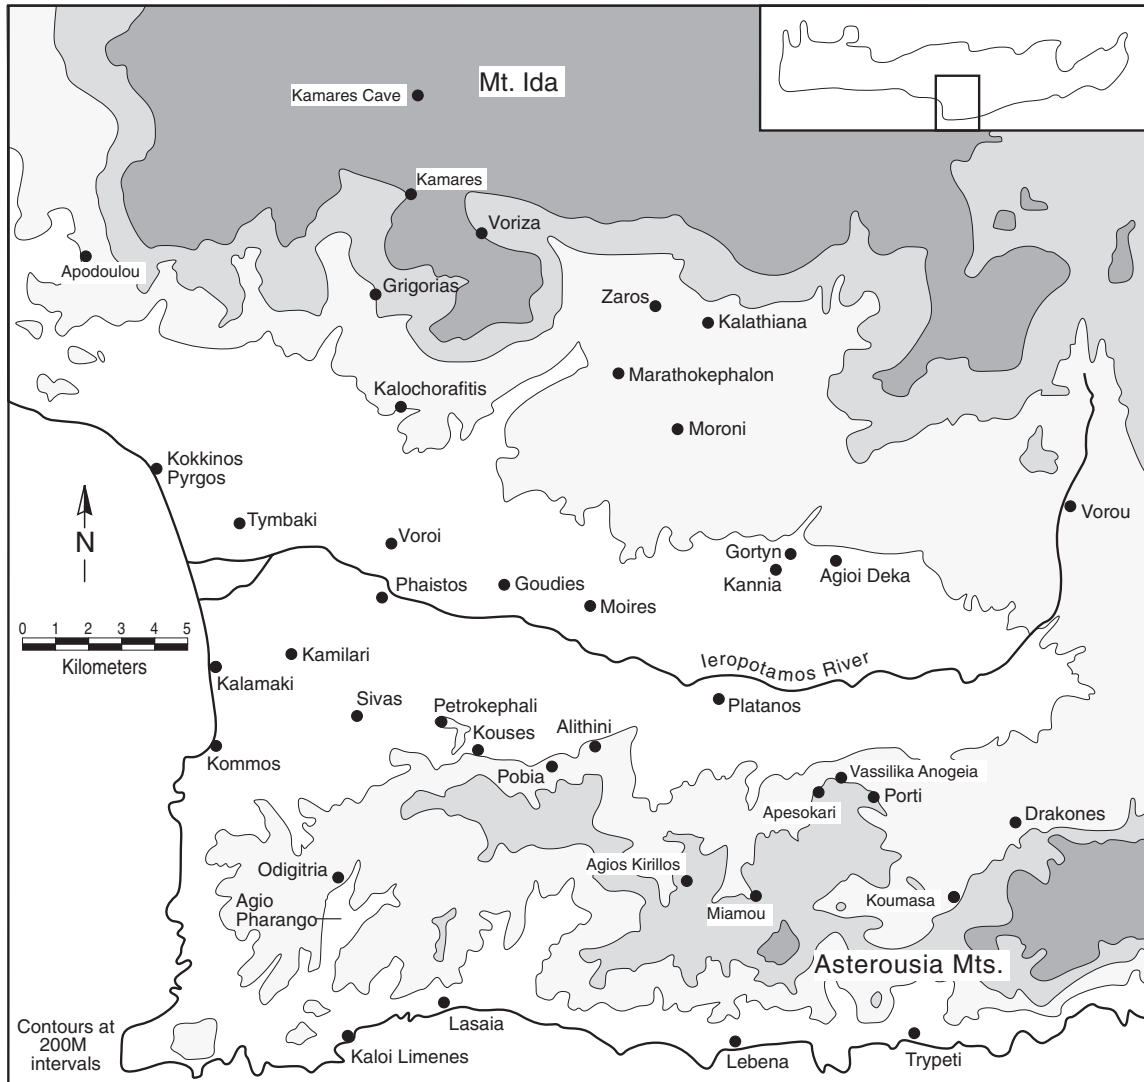 Mt. Ida
Kamares Cave
Kamares
Voriza
Apodoulou
Grigorias
Zaros
Kalathiana
Marathokephalon
Kalochorafitis
Moroni
Kokkinos
Pyrgos
Vorou
Tymbaki
N
Voroi
Gortyn
Kannia
Agioi Deka
Phaistos
Goudies
Moires
0 1 2 3 4 5
Kilometers
Kamilari
Ieropotamos River
Kalamaki
Sivas
Petrokephali
Platanos
Kouses
Alithini
Kommos
Pobia
Vassilika Anogeia
Porti
Apesokari
Drakones
Odigitria
Agios Kirillos
Agio
Pharango
Miamou
Koumasa
Asterousia Mts.
Contours at
200M
intervals
Lasaia
Kaloi Limenes
Lebena
Trypeti